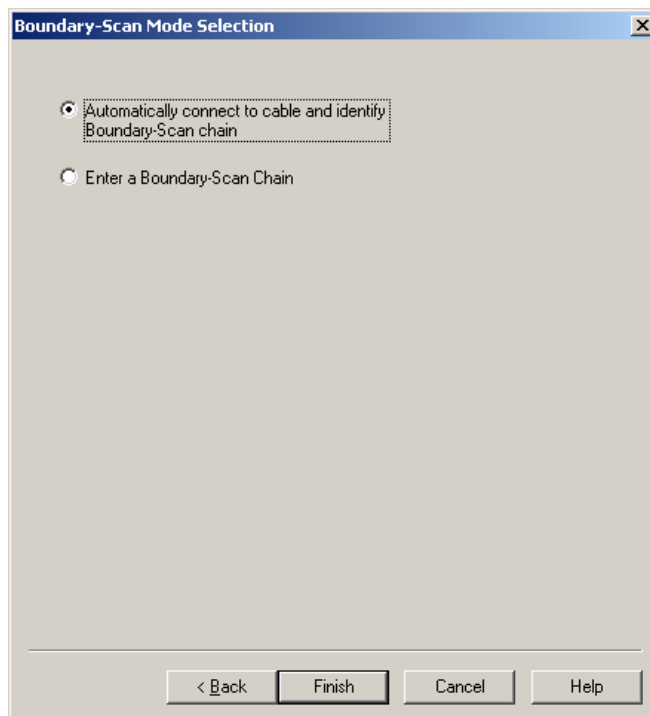 Boundary-Scan Mode Selection
Automatically connect to cable and identify
Boundary-Scan chain
Enter a Boundary-Scan Chain
< Back
Finish
Cancel
Help